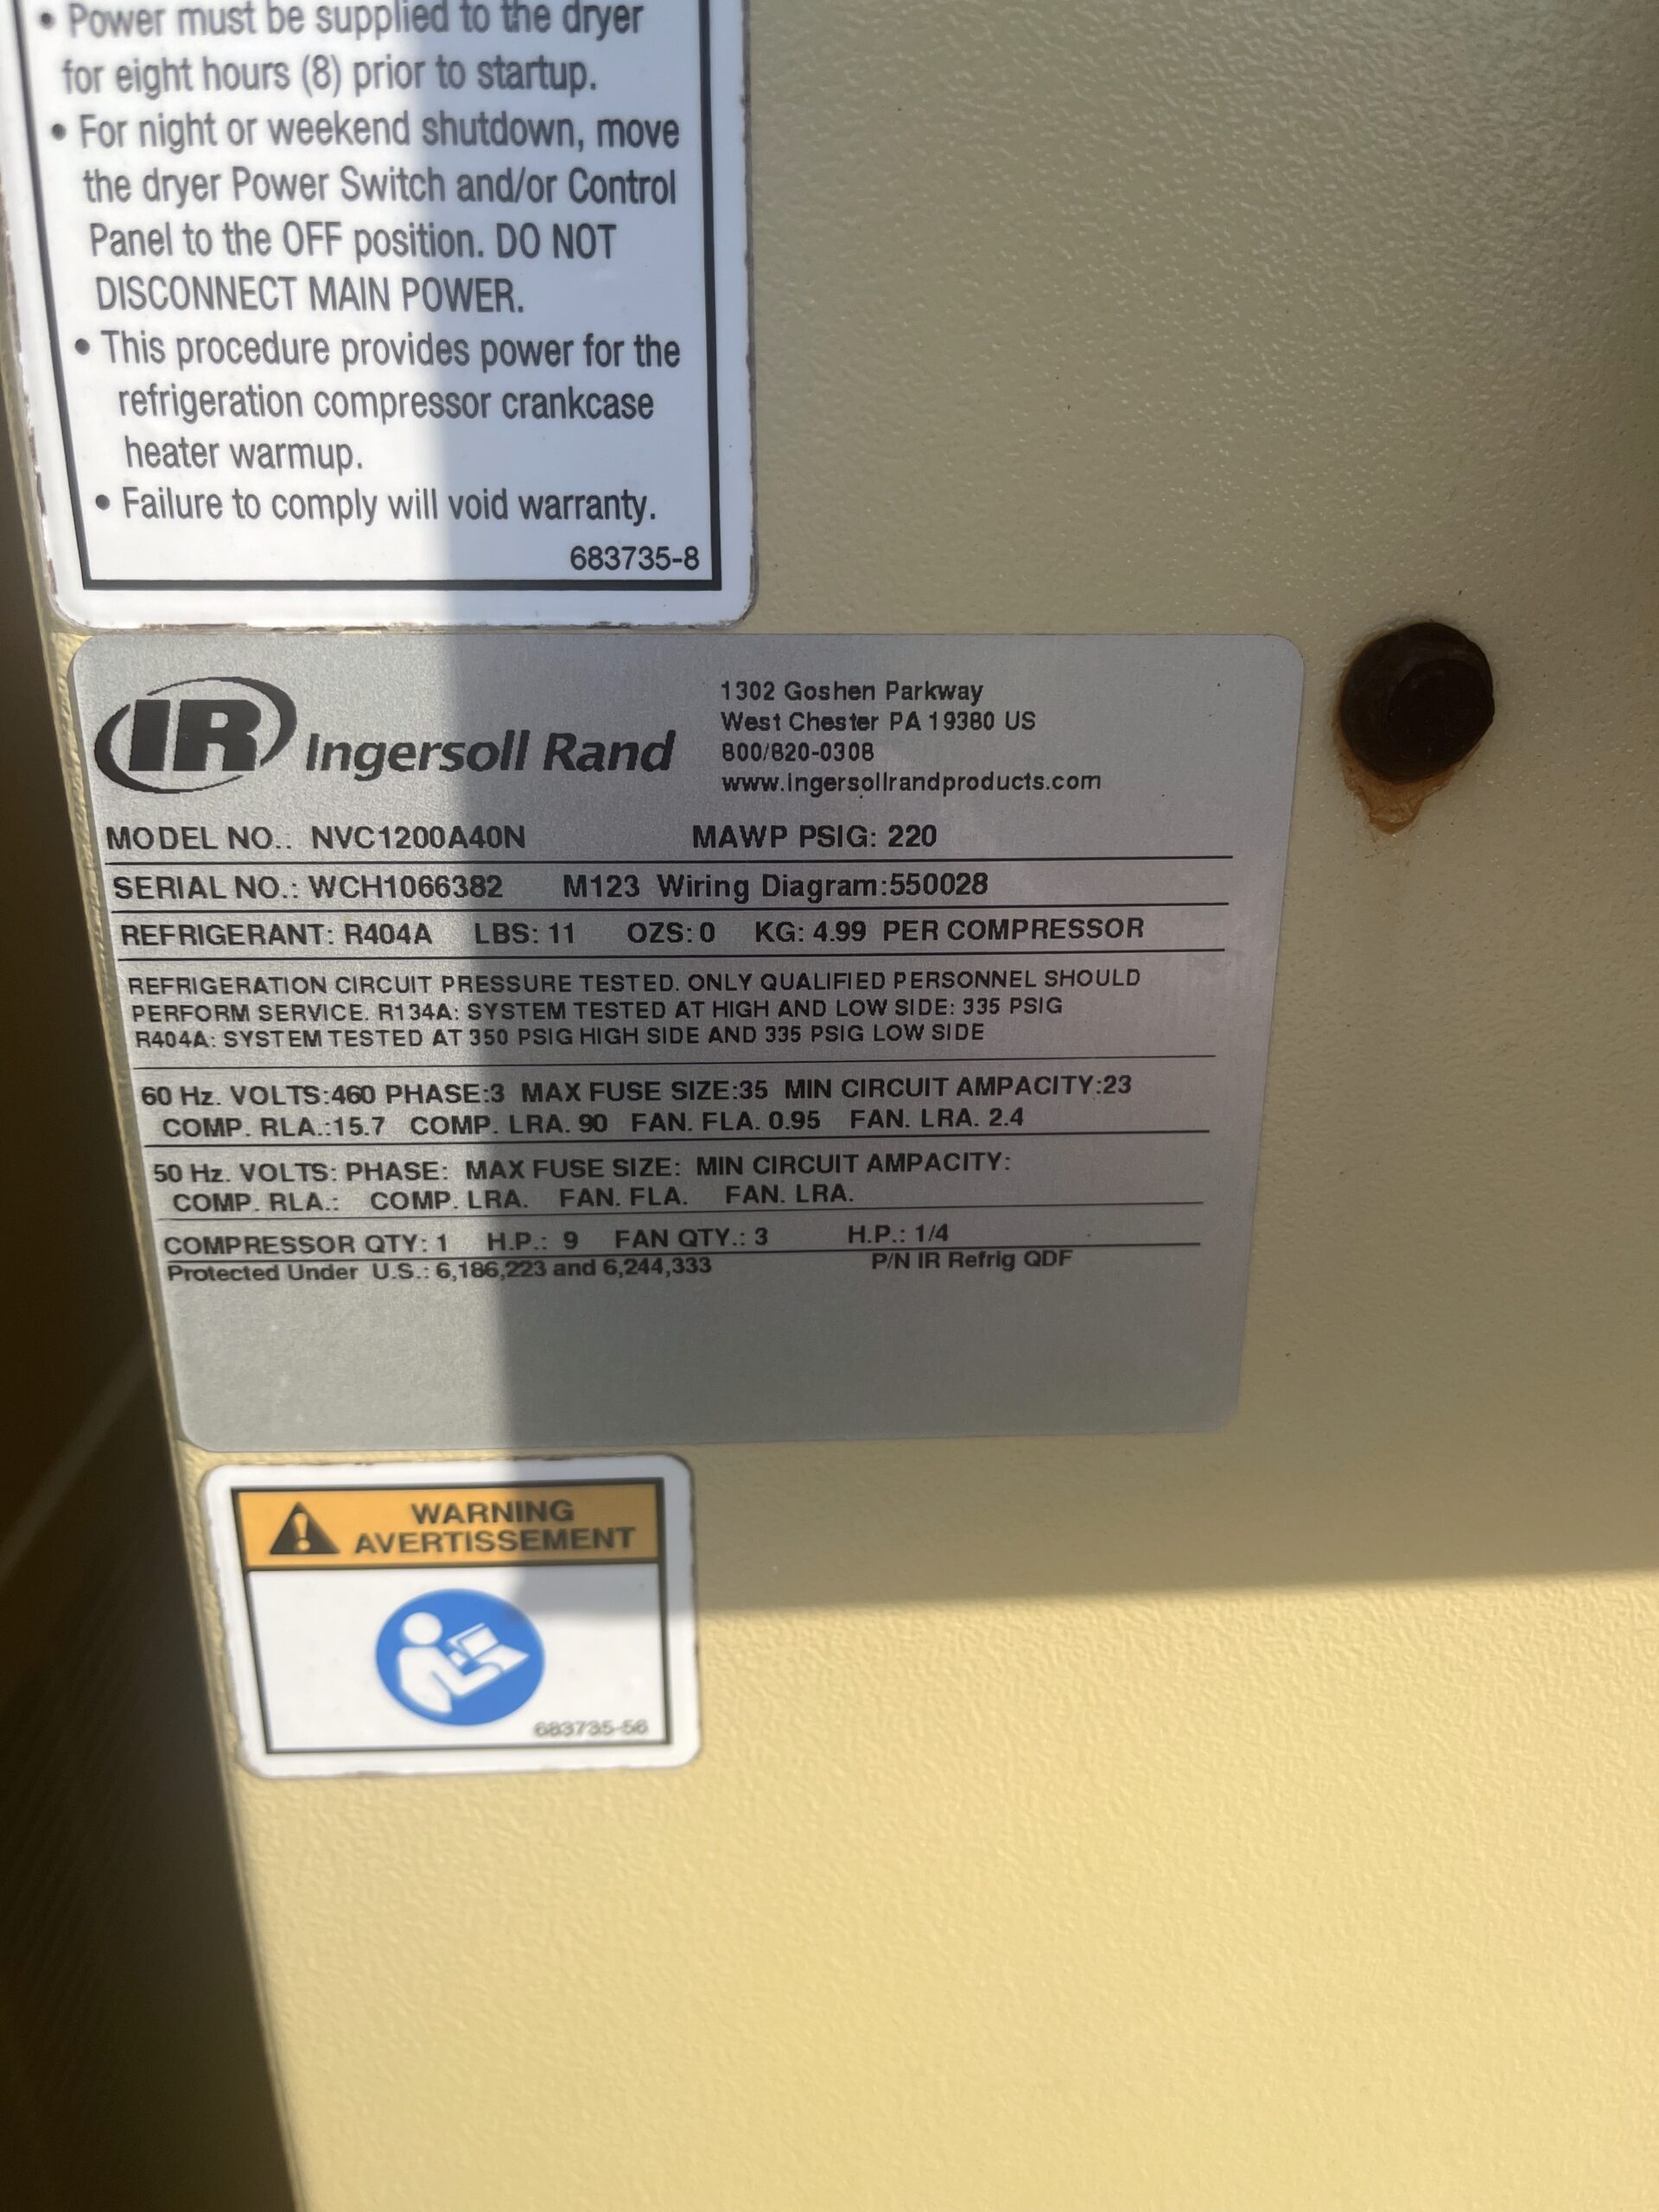 • Power must be supplied to the dryer
for eight hours (8) prior to startup.
• For night or weekend shutdown, move
the dryer Power Switch and/or Control
Panel to the OFF position. DO NOT
DISCONNECT MAIN POWER.
• This procedure provides power for the
refrigeration compressor crankcase
heater warmup.
• Failure to comply will void warranty.
683735-8
IR Ingersoll Rand
1302 Goshen Parkway
West Chester PA 19380 US
800/820-0308
www.ingersollrandproducts.com
MODEL NO.: NVC1200A40N MAWP PSIG: 220
SERIAL NO.: WCH1066382 M123 Wiring Diagram:550028
REFRIGERANT: R404A LBS: 11 OZS: 0 KG: 4.99 PER COMPRESSOR
REFRIGERATION CIRCUIT PRESSURE TESTED. ONLY QUALIFIED PERSONNEL SHOULD
PERFORM SERVICE. R134A: SYSTEM TESTED AT HIGH AND LOW SIDE: 335 PSIG
R404A: SYSTEM TESTED AT 350 PSIG HIGH SIDE AND 335 PSIG LOW SIDE
60 Hz. VOLTS:460 PHASE:3 MAX FUSE SIZE:35 MIN CIRCUIT AMPACITY:23
COMP. RLA.:15.7 COMP. LRA. 90 FAN. FLA. 0.95 FAN. LRA. 2.4
50 Hz. VOLTS: PHASE: MAX FUSE SIZE: MIN CIRCUIT AMPACITY:
COMP. RLA.: COMP. LRA. FAN. FLA. FAN. LRA.
COMPRESSOR QTY: 1 H.P.: 9 FAN QTY.: 3 H.P.: 1/4
Protected Under U.S.: 6,186,223 and 6,244,333 P/N IR Refrig QDF
WARNING
AVERTISSEMENT
683735-56